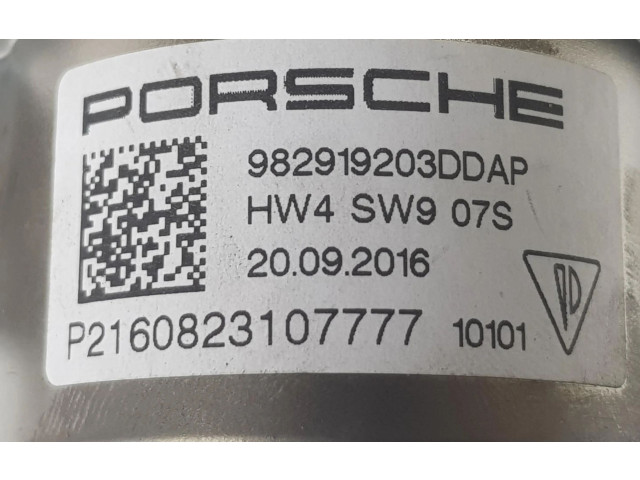 PORSCHE
982919203DDAP
HW4 SW9 07S
20.09.2016
P2160823107777 10101